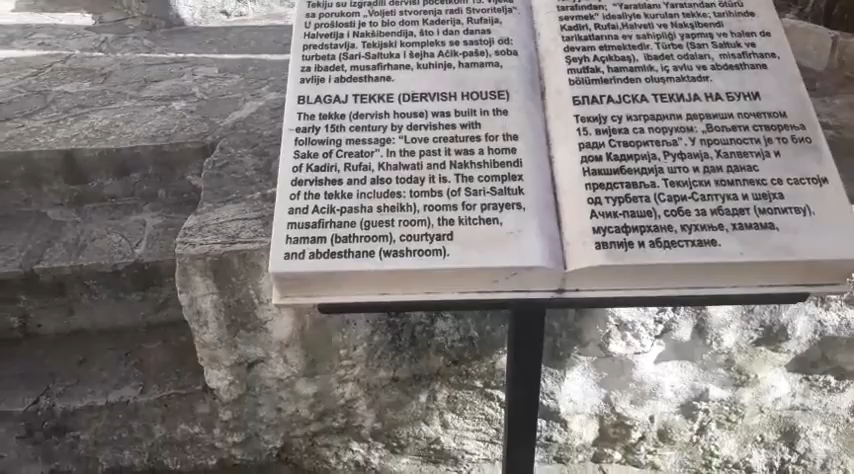 Tekiju su izgradili derviši početkom 15. vijeka
sa porukom „Voljeti stvorenja radi Stvoritelja“.
U prošlosti je to bio dom Kaderija, Rufaija,
Halvetija i Nakšibendija, što i dan danas
predstavlja. Tekijski kompleks se sastoji od:
turbeta (Sari-Saltuka i šejha Ačik-paše), soba
za ibadet, musafirhane, kuhinje, hamama,
avlije i abdesthane.
BLAGAJ TEKKE (DERVISH HOUSE)
The tekke (dervish house) was built in the
early 15th century by dervishes with
following message: “Love creatures for the
Sake of Creator”. In the past it was a home
of Kadiri, Rufai, Khalwati and Nakhshibendi
dervishes and also today it is. The complex
of the tekke includes: tombs (of Sari-Saltuk
and Acik-pasha sheikh), rooms for prayers,
musafirhane (guest room), the kitchen,
hamam (bathroom), courtyard
and abdesthane (washroom).
tarafından; “Yaratılanı Yaratandan ötürü
sevmek” idealiyle kurulan tekke; tarihinde
Kadiri, Rufai,Halveti ve Nakşibendi
tarikatlarına ev sahipliği yapmış ve halen de
devam etmektedir. Türbe (Sarı Saltuk ve
Şeyh Açıkbaş), ibadet odaları, misafirhane,
mutfak, hamamlık, iç avlu ve abdesthane
bölümlerinden oluşmaktadır.
БЛАГАЈСКА ТЕКИЈА НА БУНИ
Текију су изградили дервиши почетком
15. вијека са поруком: „Вољети створења
ради Створитеља“. У прошлости је то био
дом Кадирија, Руфаија, Халветија и
Накшибендија што и дан данас
представља. Текијски комплекс се састоји
од турбета (Сари-Салтука и шејха
Ачик-паше), собе за ибадет (молитву),
мусафирхане, кухиње, хамама,
авлије и абдестхане.